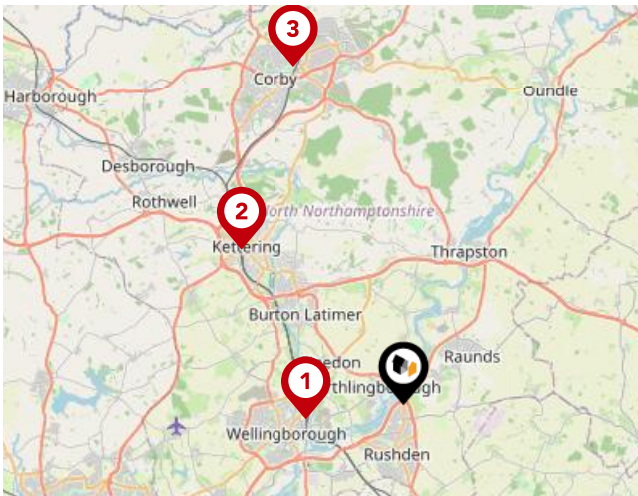 3
Corby
Harborough
Oundle
Desborough
Rothwell
2
North Northamptonshire
Kettering
Thrapston
Burton Latimer
Raunds
1
Wellingborough
Rushden